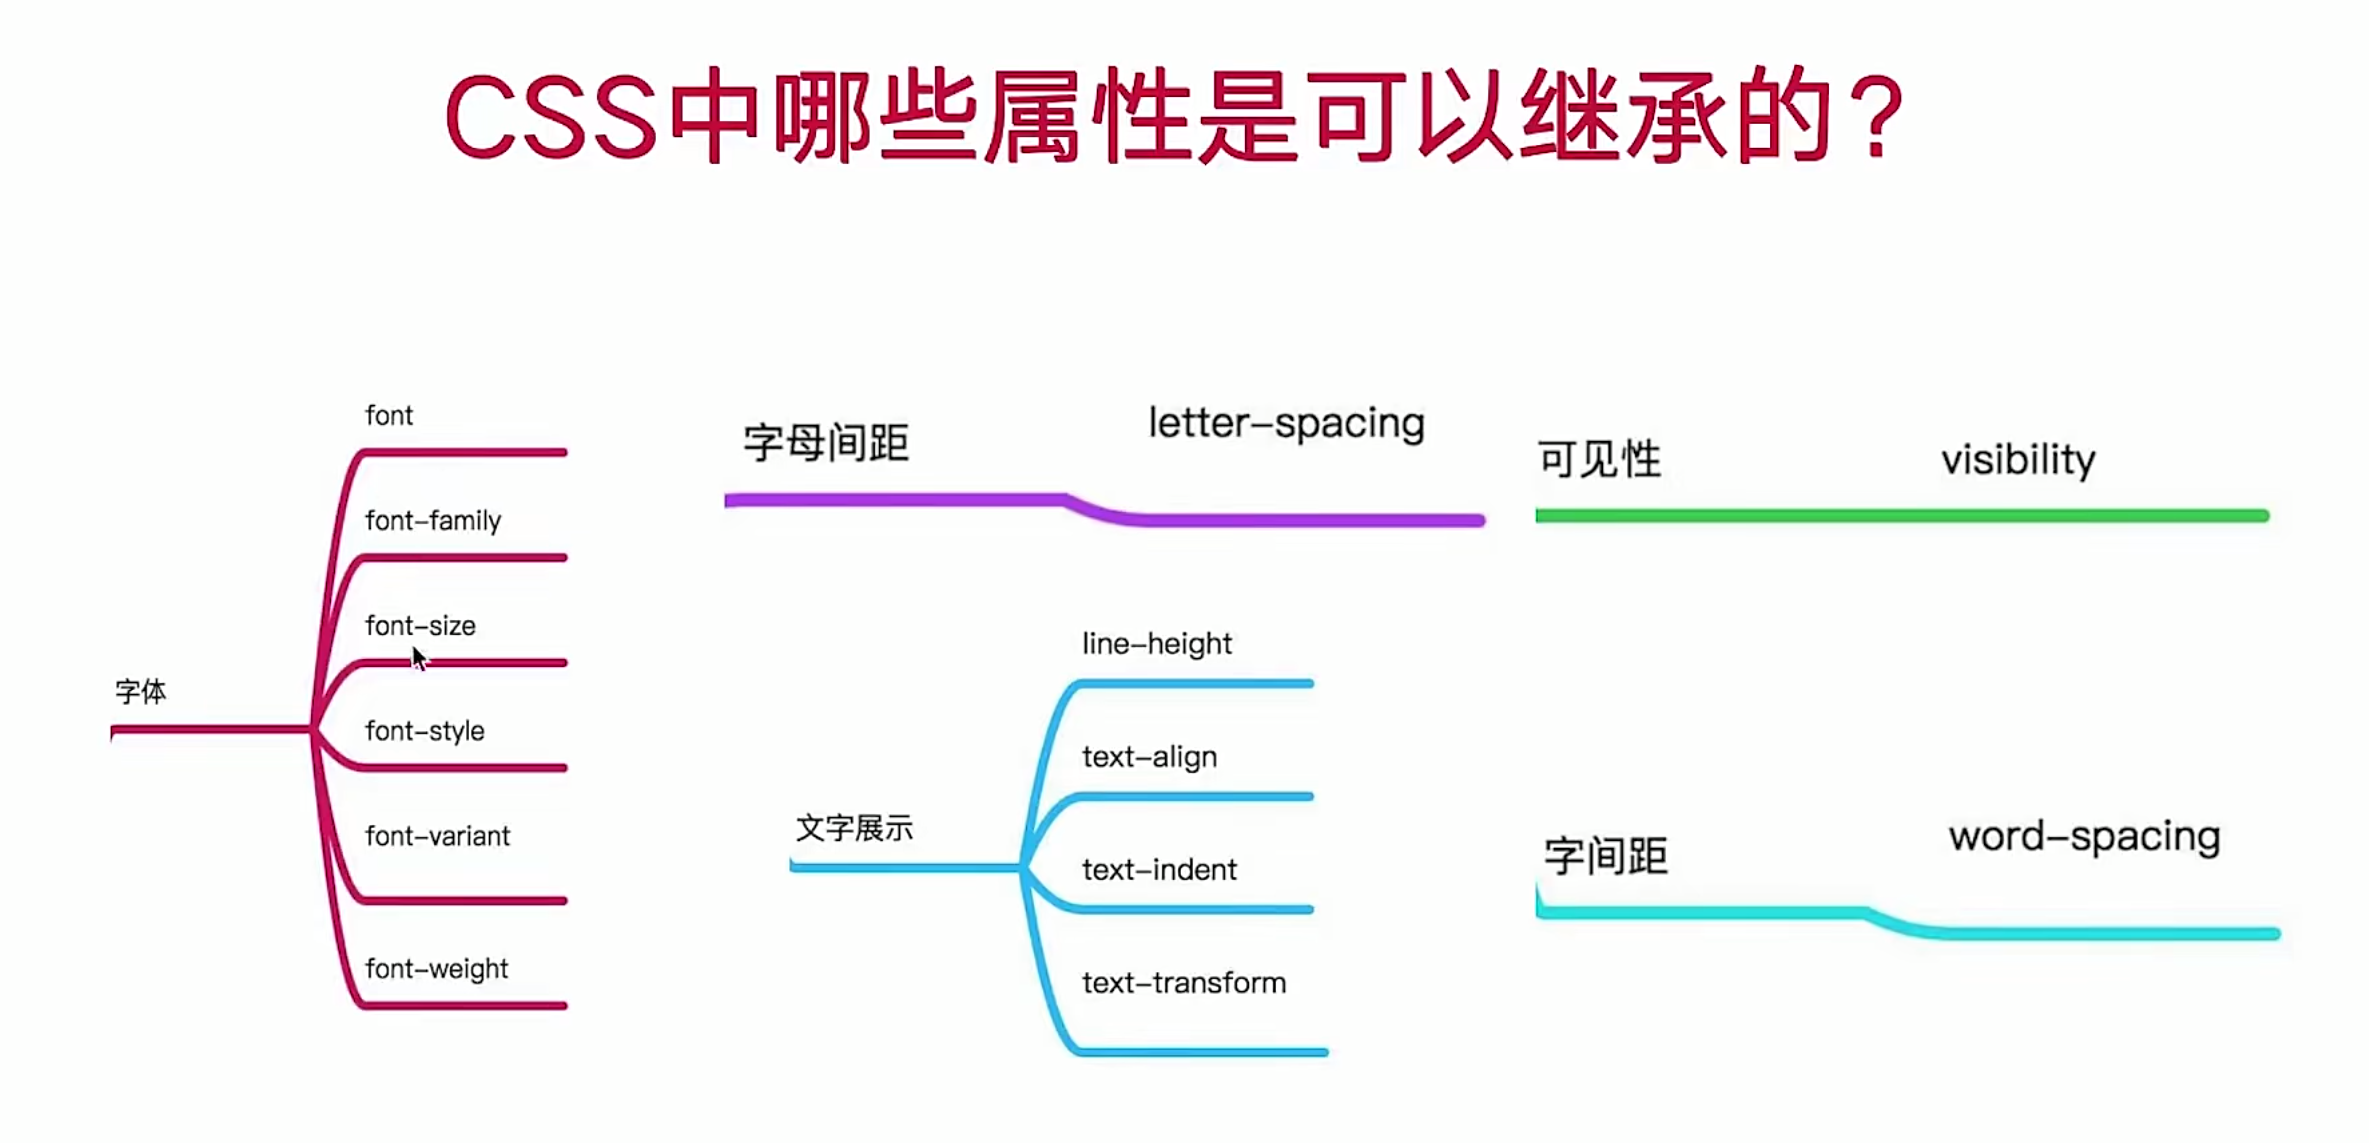 CSS中哪些属性是可以继承的?
字体
font
font-family
font-size
font-style
font-variant
font-weight
字母间距
letter-spacing
可见性
visibility
文字展示
line-height
text-align
text-indent
text-transform
字间距
word-spacing